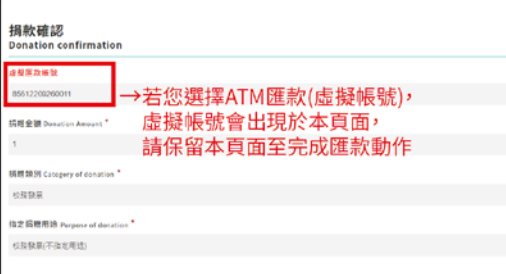 捐款確認
Donation confirmation
虛擬匯款帳號
85612209260011
→若您選擇ATM匯款(虛擬帳號)，
虛擬帳號會出現於本頁面，
請保留本頁面至完成匯款動作
捐贈金額 Donation Amount *
1
捐贈類別 Category of donation *
校務發展
指定捐贈用途 Purpose of donation *
校務發展(不指定用途)